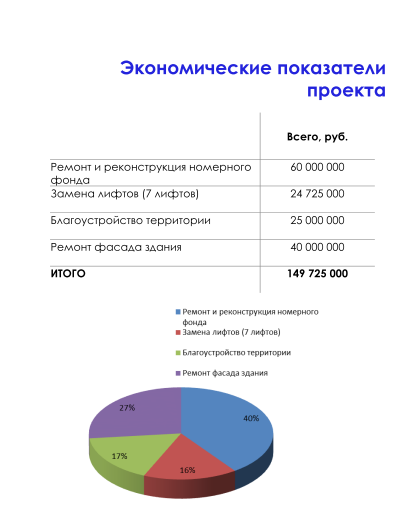 Экономические показатели
проекта
Всего, руб.
Ремонт и реконструкция номерного 60 000 000
фонда
Замена лифтов (7 лифтов) 24 725 000
Благоустройство территории 25 000 000
Ремонт фасада здания 40 000 000
ИТОГО 149 725 000
Ремонт и реконструкция номерного
фонда
Замена лифтов (7 лифтов)
Благоустройство территории
Ремонт фасада здания
27%
40%
17%
16%